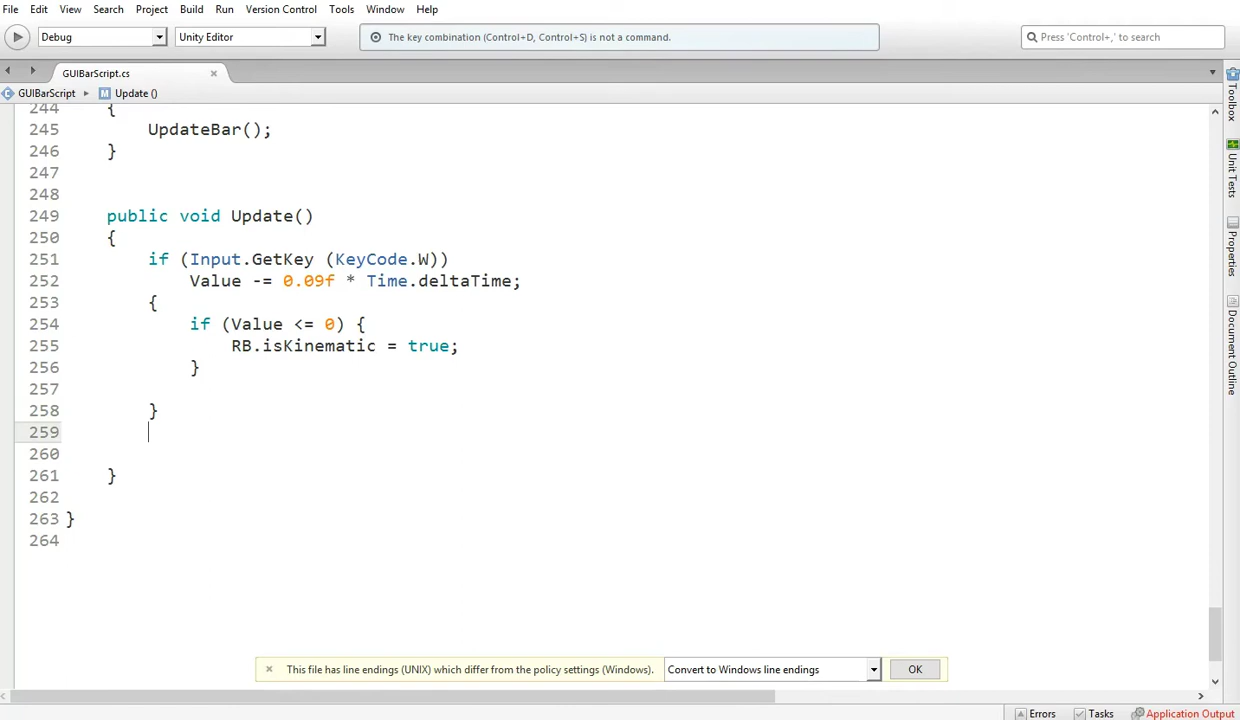 File Edit View Search Project Build Run Version Control Tools Window Help
Debug Unity Editor The key combination (Control+D, Control+S) is not a command. Press 'Control+,' to search
GUIBarScript.cs
GUIBarScript Update ()
244 {
245 UpdateBar();
246 }
247
248
249 public void Update()
250 {
251 if (Input.GetKey (KeyCode.W))
252 Value -= 0.09f * Time.deltaTime;
253 {
254 if (Value <= 0) {
255 RB.isKinematic = true;
256 }
257
258 }
259
260
261 }
262
263 }
264
Toolbox
Unit Tests
Properties
Document Outline
This file has line endings (UNIX) which differ from the policy settings (Windows). Convert to Windows line endings OK
Errors Tasks Application Output